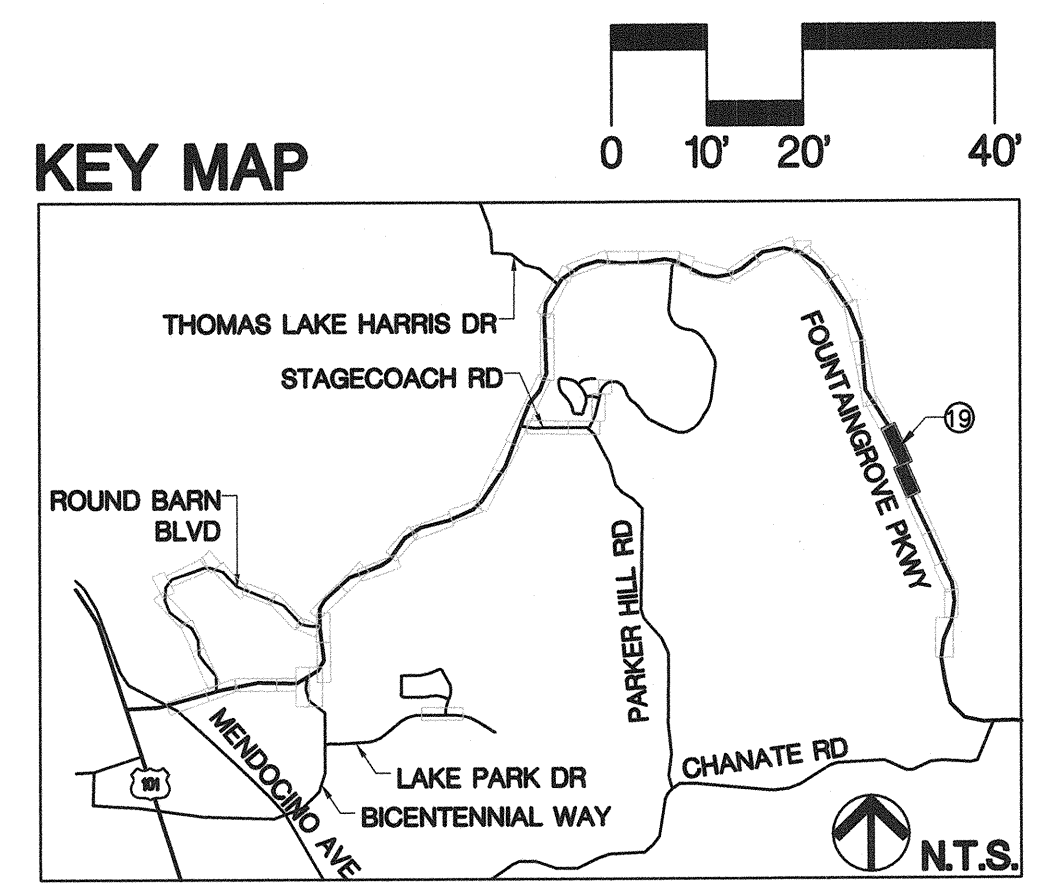 0 10' 20' 40'
KEY MAP
THOMAS LAKE HARRIS DR
STAGECOACH RD
FOUNTAINGROVE PKWY
19
ROUND BARN
BLVD
PARKER HILL RD
MENDOCINO AVE
CHANATE RD
101
LAKE PARK DR
BICENTENNIAL WAY
N.T.S.